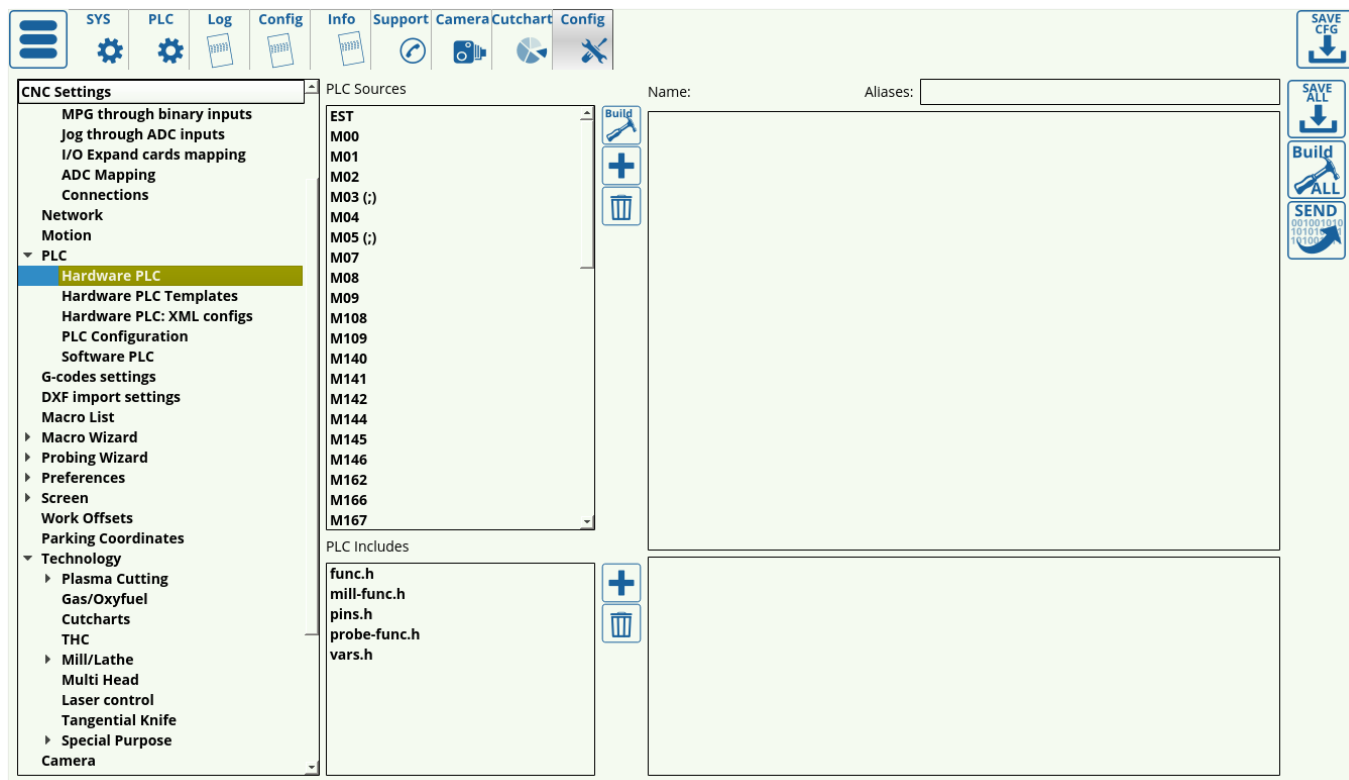 SYS PLC Log Config Info Support Camera Cutchart Config
SAVE CFG
CNC Settings
MPG through binary inputs
Jog through ADC inputs
I/O Expand cards mapping
ADC Mapping
Connections
Network
Motion
PLC
Hardware PLC
Hardware PLC Templates
Hardware PLC: XML configs
PLC Configuration
Software PLC
G-codes settings
DXF import settings
Macro List
Macro Wizard
Probing Wizard
Preferences
Screen
Work Offsets
Parking Coordinates
Technology
Plasma Cutting
Gas/Oxyfuel
Cutcharts
THC
Mill/Lathe
Multi Head
Laser control
Tangential Knife
Special Purpose
Camera
PLC Sources
EST
M00
M01
M02
M03 (;)
M04
M05 (;)
M07
M08
M09
M108
M109
M140
M141
M142
M144
M145
M146
M162
M166
M167
Build
PLC Includes
func.h
mill-func.h
pins.h
probe-func.h
vars.h
Name: Aliases:
SAVE
ALL
Build
ALL
SEND
001001010